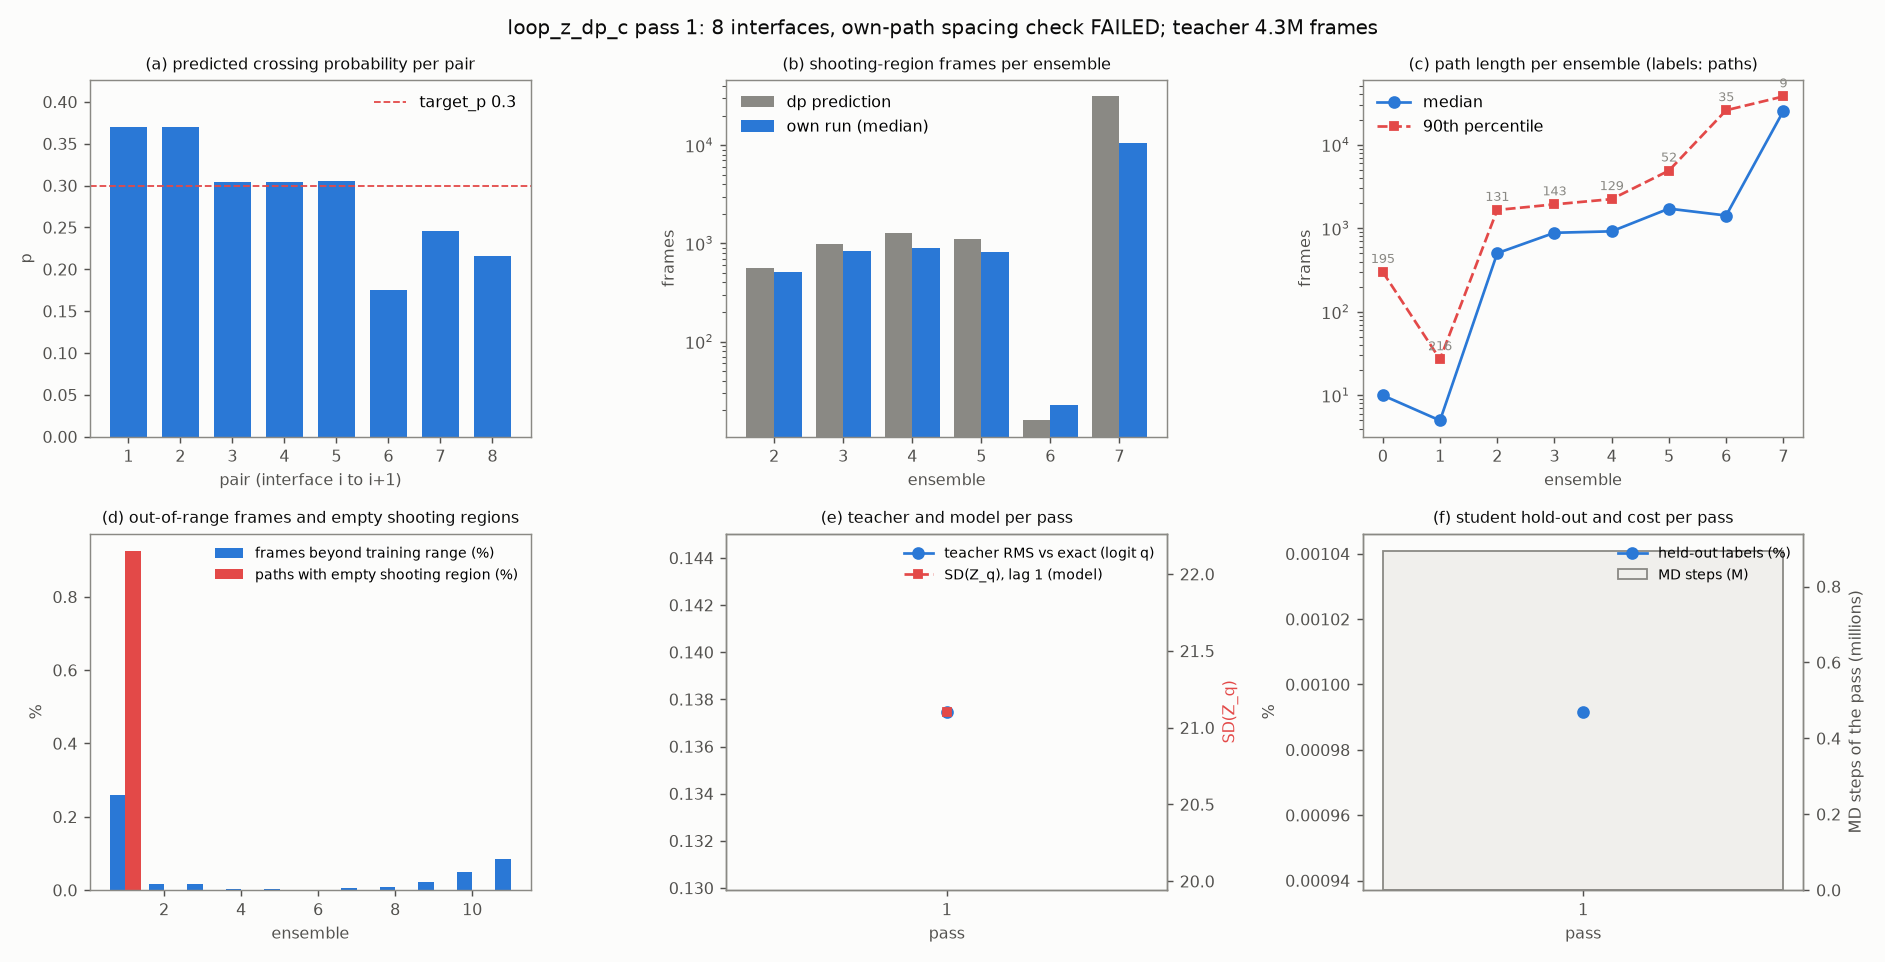 loop_z_dp_c pass 1: 8 interfaces, own-path spacing check FAILED; teacher 4.3M frames
(a) predicted crossing probability per pair
target_p 0.3
p
0.40
0.35
0.30
0.25
0.20
0.15
0.10
0.05
0.00
1 2 3 4 5 6 7 8
pair (interface i to i+1)
(b) shooting-region frames per ensemble
dp prediction
own run (median)
frames
10^4
10^3
10^2
2 3 4 5 6 7
ensemble
(c) path length per ensemble (labels: paths)
median
90th percentile
frames
10^4
10^3
10^2
10^1
195
216
131
143
129
52
35
9
0 1 2 3 4 5 6 7
ensemble
(d) out-of-range frames and empty shooting regions
frames beyond training range (%)
paths with empty shooting region (%)
%
0.8
0.6
0.4
0.2
0.0
2 4 6 8 10
ensemble
(e) teacher and model per pass
teacher RMS vs exact (logit q)
SD(Z_q), lag 1 (model)
0.144
0.142
0.140
0.138
0.136
0.134
0.132
0.130
22.0
21.5
21.0
20.5
20.0
SD(Z_q)
1
pass
(f) student hold-out and cost per pass
held-out labels (%)
MD steps (M)
%
0.00104
0.00102
0.00100
0.00098
0.00096
0.00094
0.8
0.6
0.4
0.2
0.0
MD steps of the pass (millions)
1
pass